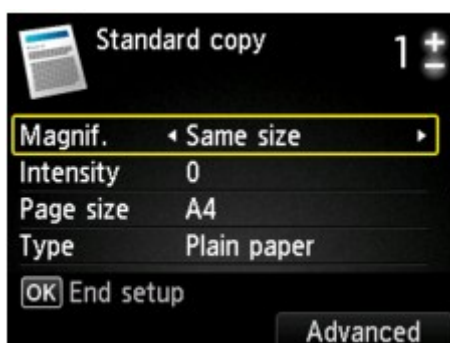 Standard copy 1 +
-
Magnif. Same size
Intensity 0
Page size A4
Type Plain paper
OK End setup
Advanced